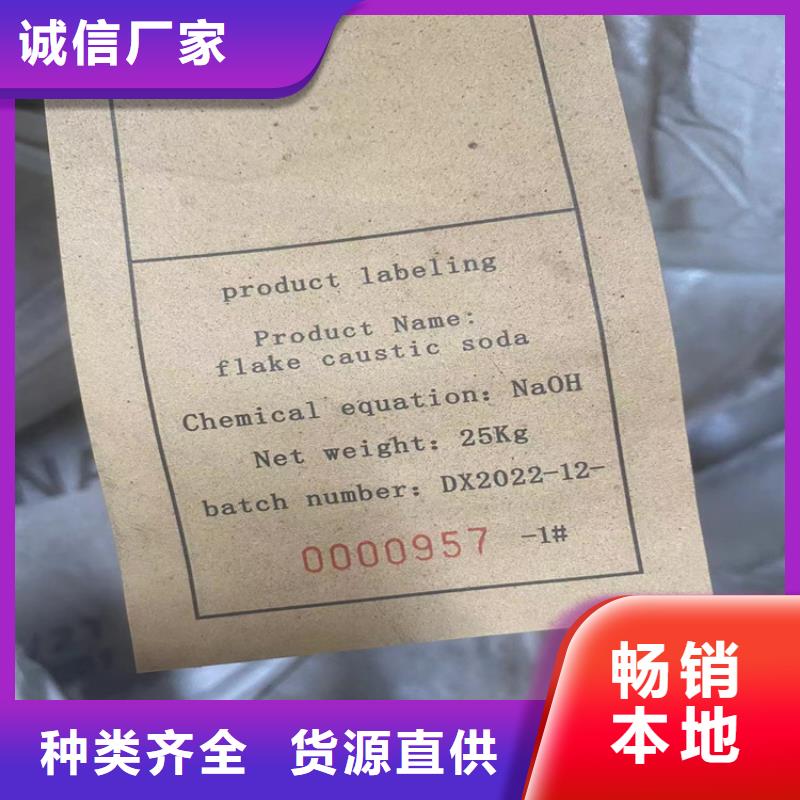 诚信厂家
product labeling
Product Name:
flake caustic soda
Chemical equation: NaOH
Net weight: 25Kg
batch number: DX2022-12-
0000957 -1#
畅销
本地
种类齐全 货源直供